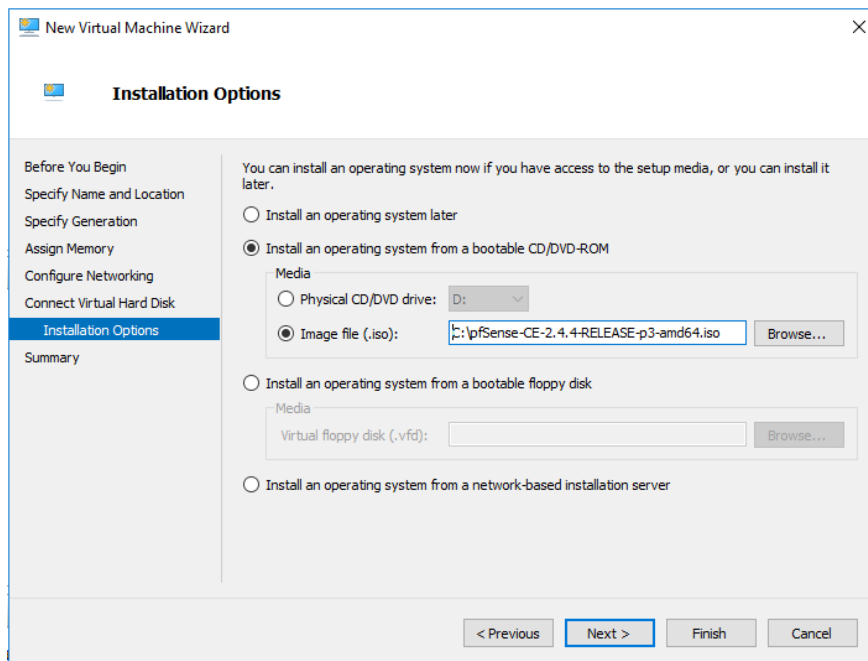 New Virtual Machine Wizard
Installation Options
Before You Begin
Specify Name and Location
Specify Generation
Assign Memory
Configure Networking
Connect Virtual Hard Disk
Installation Options
Summary
You can install an operating system now if you have access to the setup media, or you can install it
later.
Install an operating system later
Install an operating system from a bootable CD/DVD-ROM
Media
Physical CD/DVD drive: D:
Image file (.iso): C:\pfSense-CE-2.4.4-RELEASE-p3-amd64.iso Browse...
Install an operating system from a bootable floppy disk
Media
Virtual floppy disk (.vfd): Browse...
Install an operating system from a network-based installation server
< Previous Next > Finish Cancel